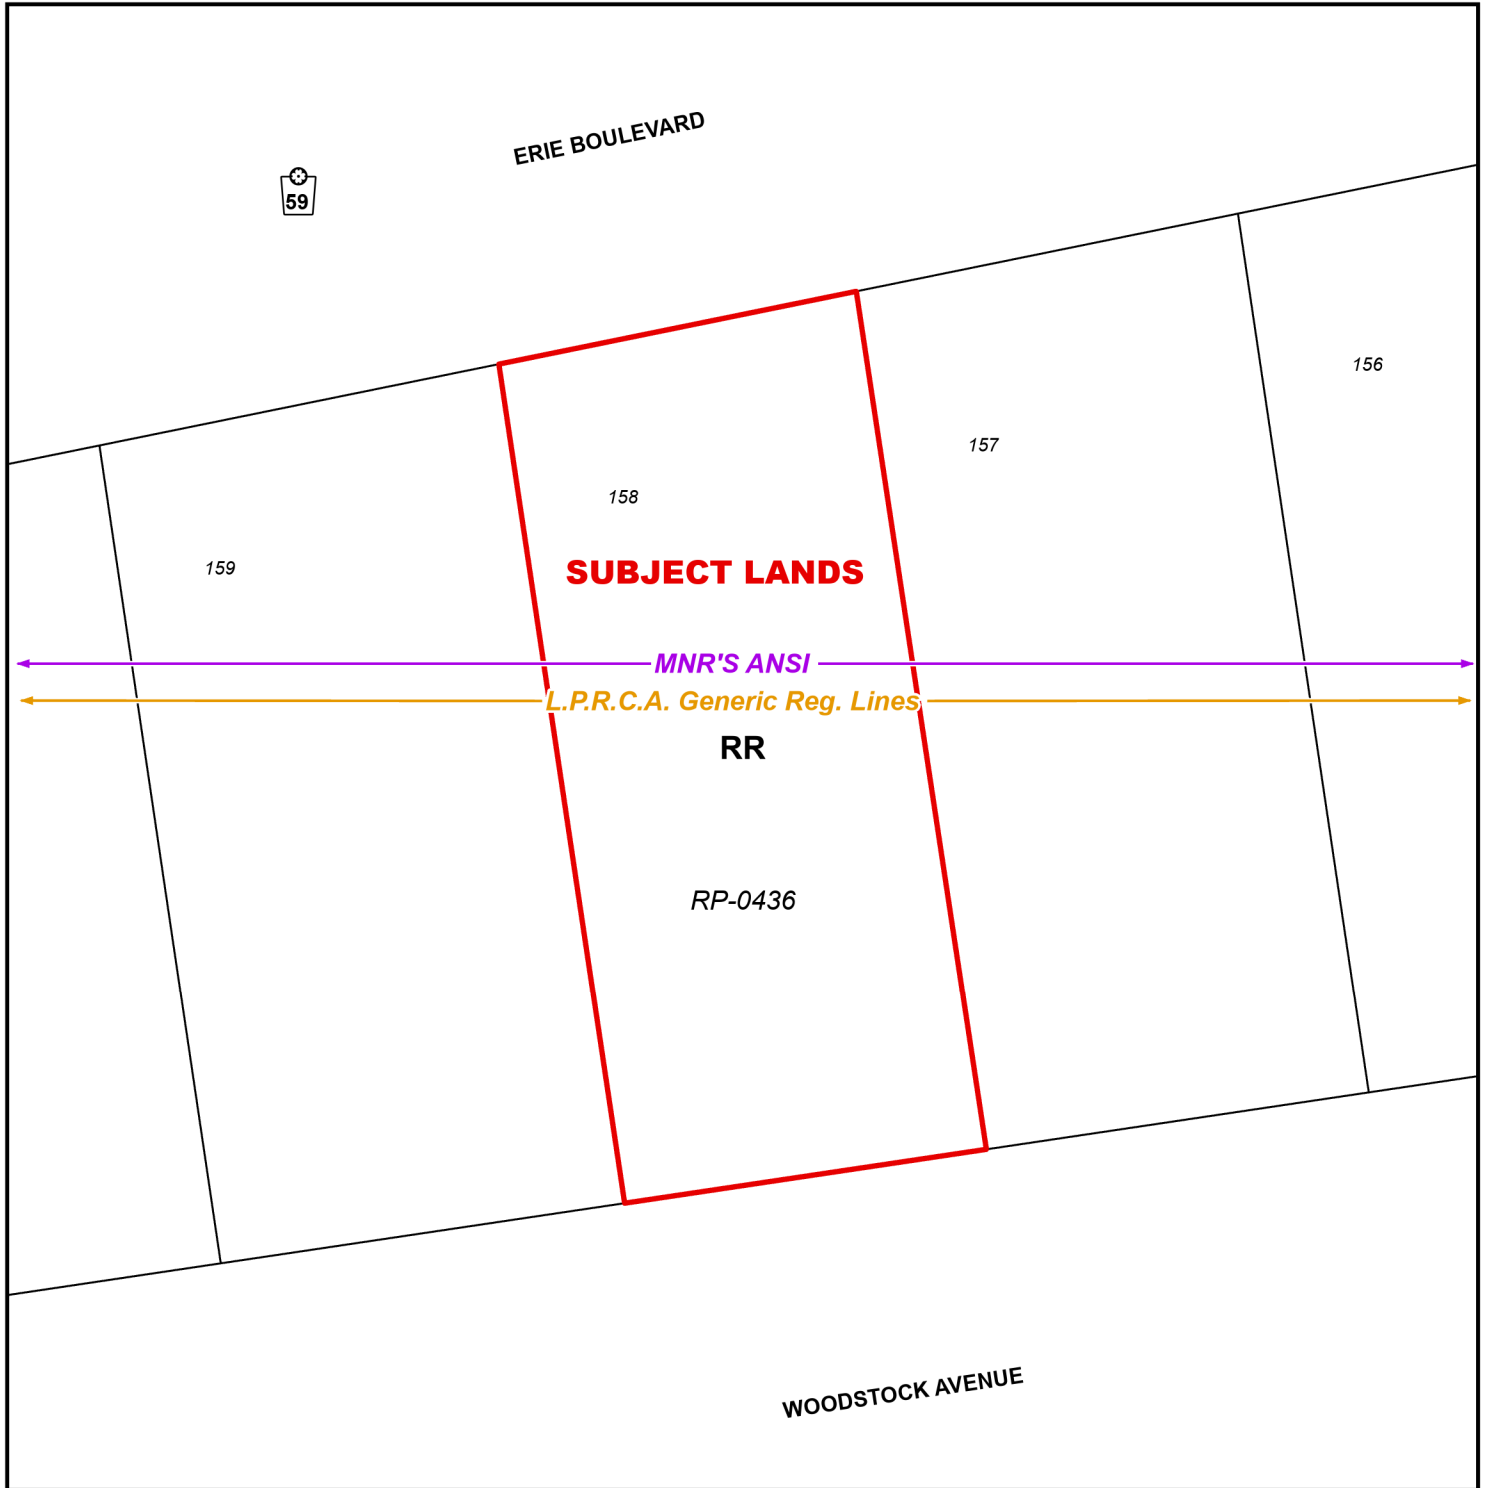 ERIE BOULEVARD
59
156
157
158
159
SUBJECT LANDS
MNR'S ANSI
L.P.R.C.A. Generic Reg. Lines
RR
RP-0436
WOODSTOCK AVENUE